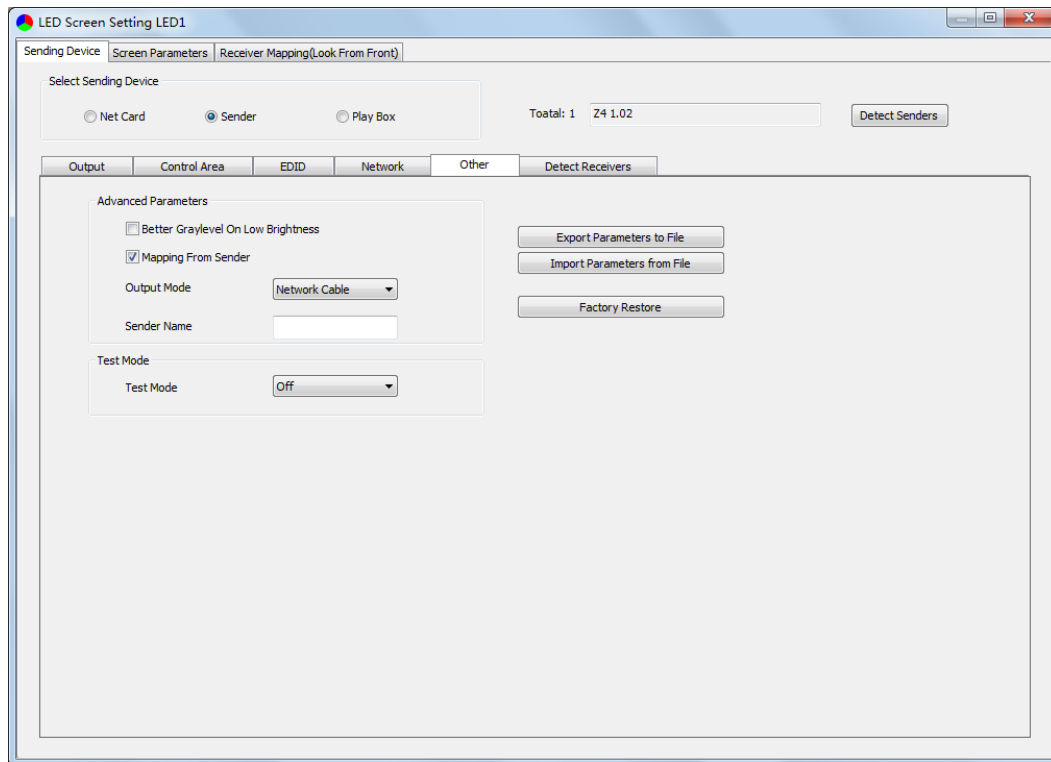 LED Screen Setting LED1
Sending Device Screen Parameters Receiver Mapping(Look From Front)
Select Sending Device
Net Card Sender Play Box Toatal: 1 Z4 1.02 Detect Senders
Output Control Area EDID Network Other Detect Receivers
Advanced Parameters
Better Graylevel On Low Brightness
Export Parameters to File
Mapping From Sender
Import Parameters from File
Output Mode Network Cable
Factory Restore
Sender Name
Test Mode
Test Mode Off